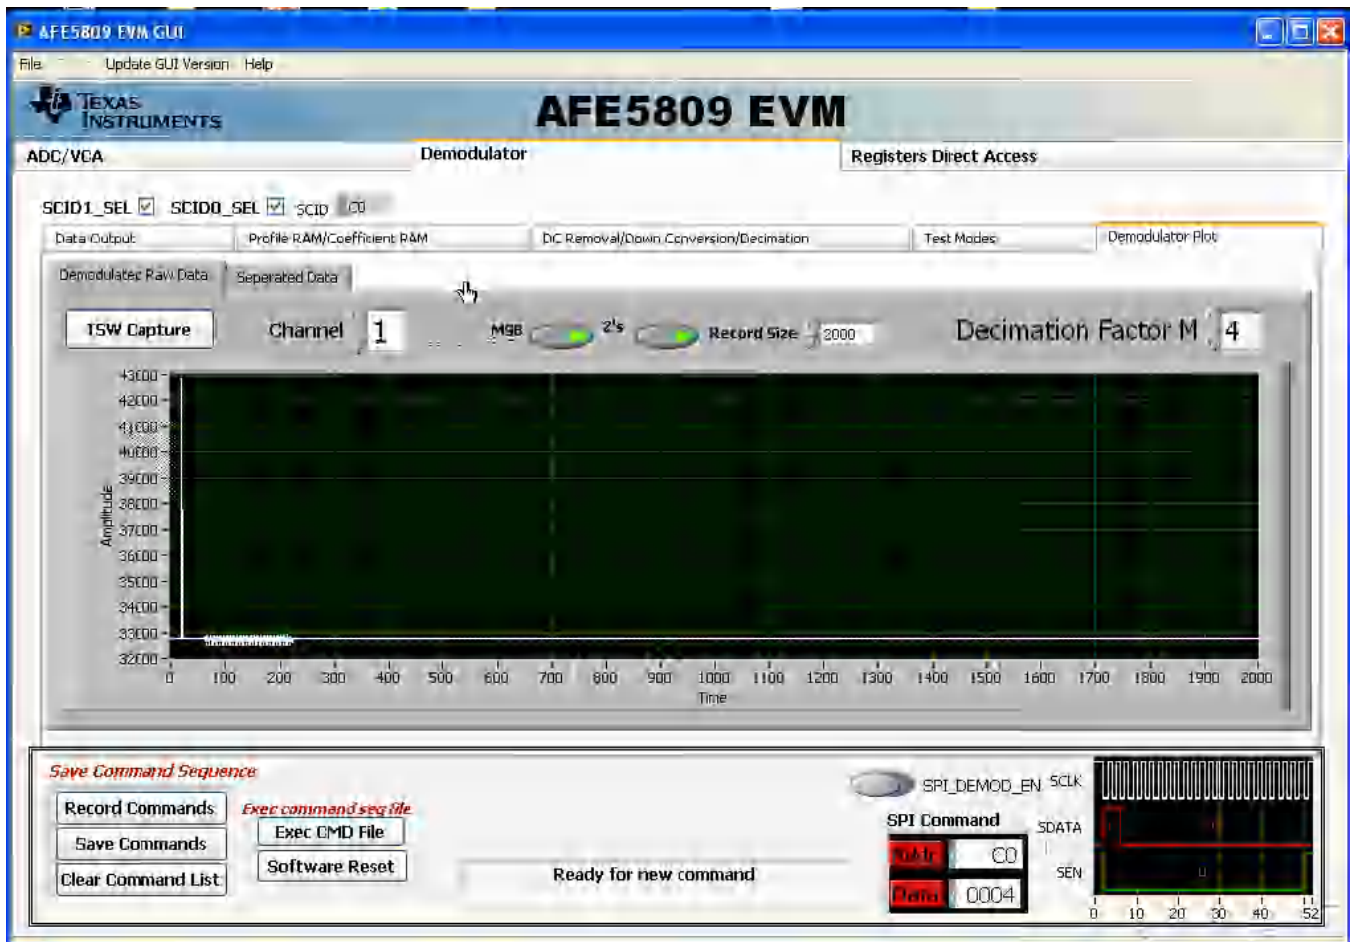 AFE5809 EVM GUI
File Update GUI Version Help
TEXAS INSTRUMENTS
AFE5809 EVM
ADC/VCA Demodulator Registers Direct Access
SCID1_SEL SCID0_SEL SCID C0
Data Output Profile RAM/Coefficient RAM DC Removal/Down Conversion/Decimation Test Modes Demodulator Plot
Demodulated Raw Data Seperated Data
TSW Capture Channel 1 MSB 2's Record Size 2000 Decimation Factor M 4
43000
42000
41000
40000
39000
38000
37000
36000
35000
34000
33000
32000
Amplitude
0 100 200 300 400 500 600 700 800 900 1000 1100 1200 1300 1400 1500 1600 1700 1800 1900 2000
Time
Save Command Sequence
Record Commands
Save Commands
Clear Command List
Exec command seq file
Exec CMD File
Software Reset
Ready for new command
SPI_DEMOD_EN
SPI Command
Addr C0
Data 0004
SCLK
SDATA
SEN
0 10 20 30 40 52